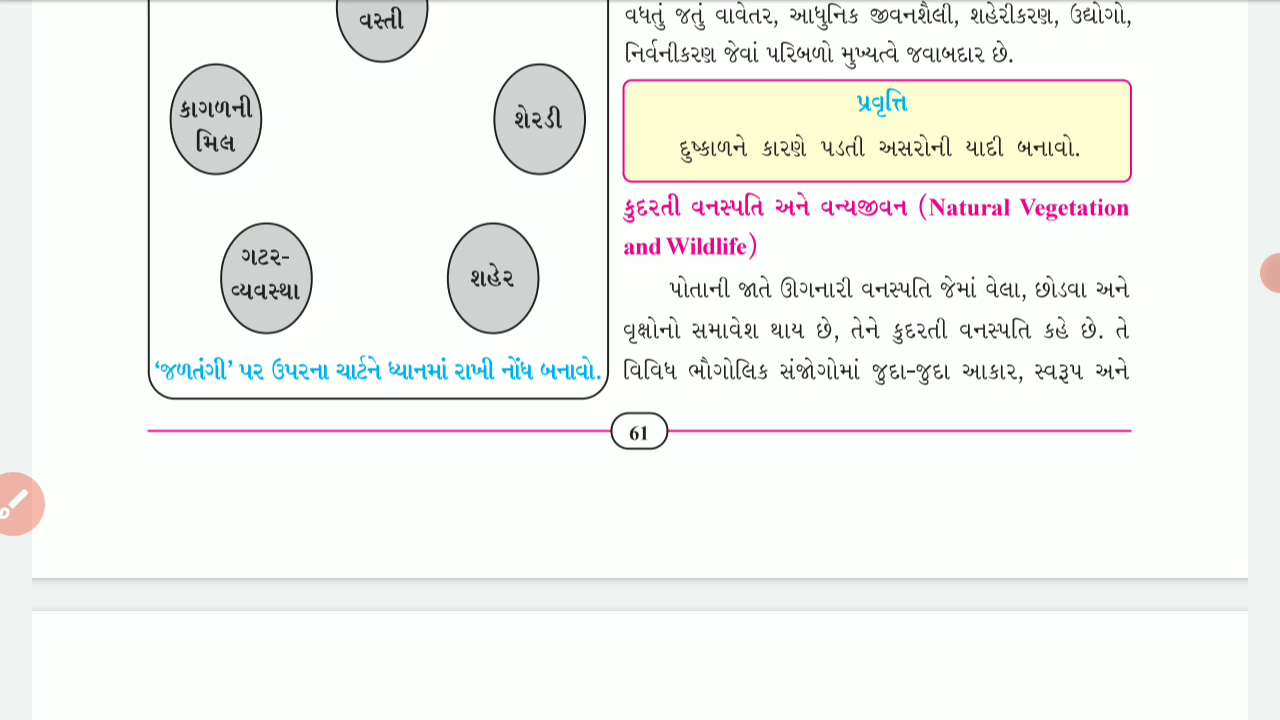 વસ્તી
કાગળની
મિલ
શેરડી
ગટર-
વ્યવસ્થા
શહેર
‘જળતંગી’ પર ઉપરના ચાર્ટને ધ્યાનમાં રાખી નોંધ બનાવો.
વધતું જતું વાવેતર, આધુનિક જીવનશૈલી, શહેરીકરણ, ઉદ્યોગો,
નિર્વનીકરણ જેવાં પરિબળો મુખ્યત્વે જવાબદાર છે.
પ્રવૃત્તિ
દુષ્કાળને કારણે પડતી અસરોની યાદી બનાવો.
કુદરતી વનસ્પતિ અને વન્યજીવન (Natural Vegetation
and Wildlife)
પોતાની જાતે ઊગનારી વનસ્પતિ જેમાં વેલા, છોડવા અને
વૃક્ષોનો સમાવેશ થાય છે, તેને કુદરતી વનસ્પતિ કહે છે. તે
વિવિધ ભૌગોલિક સંજોગોમાં જુદા-જુદા આકાર, સ્વરૂપ અને
61